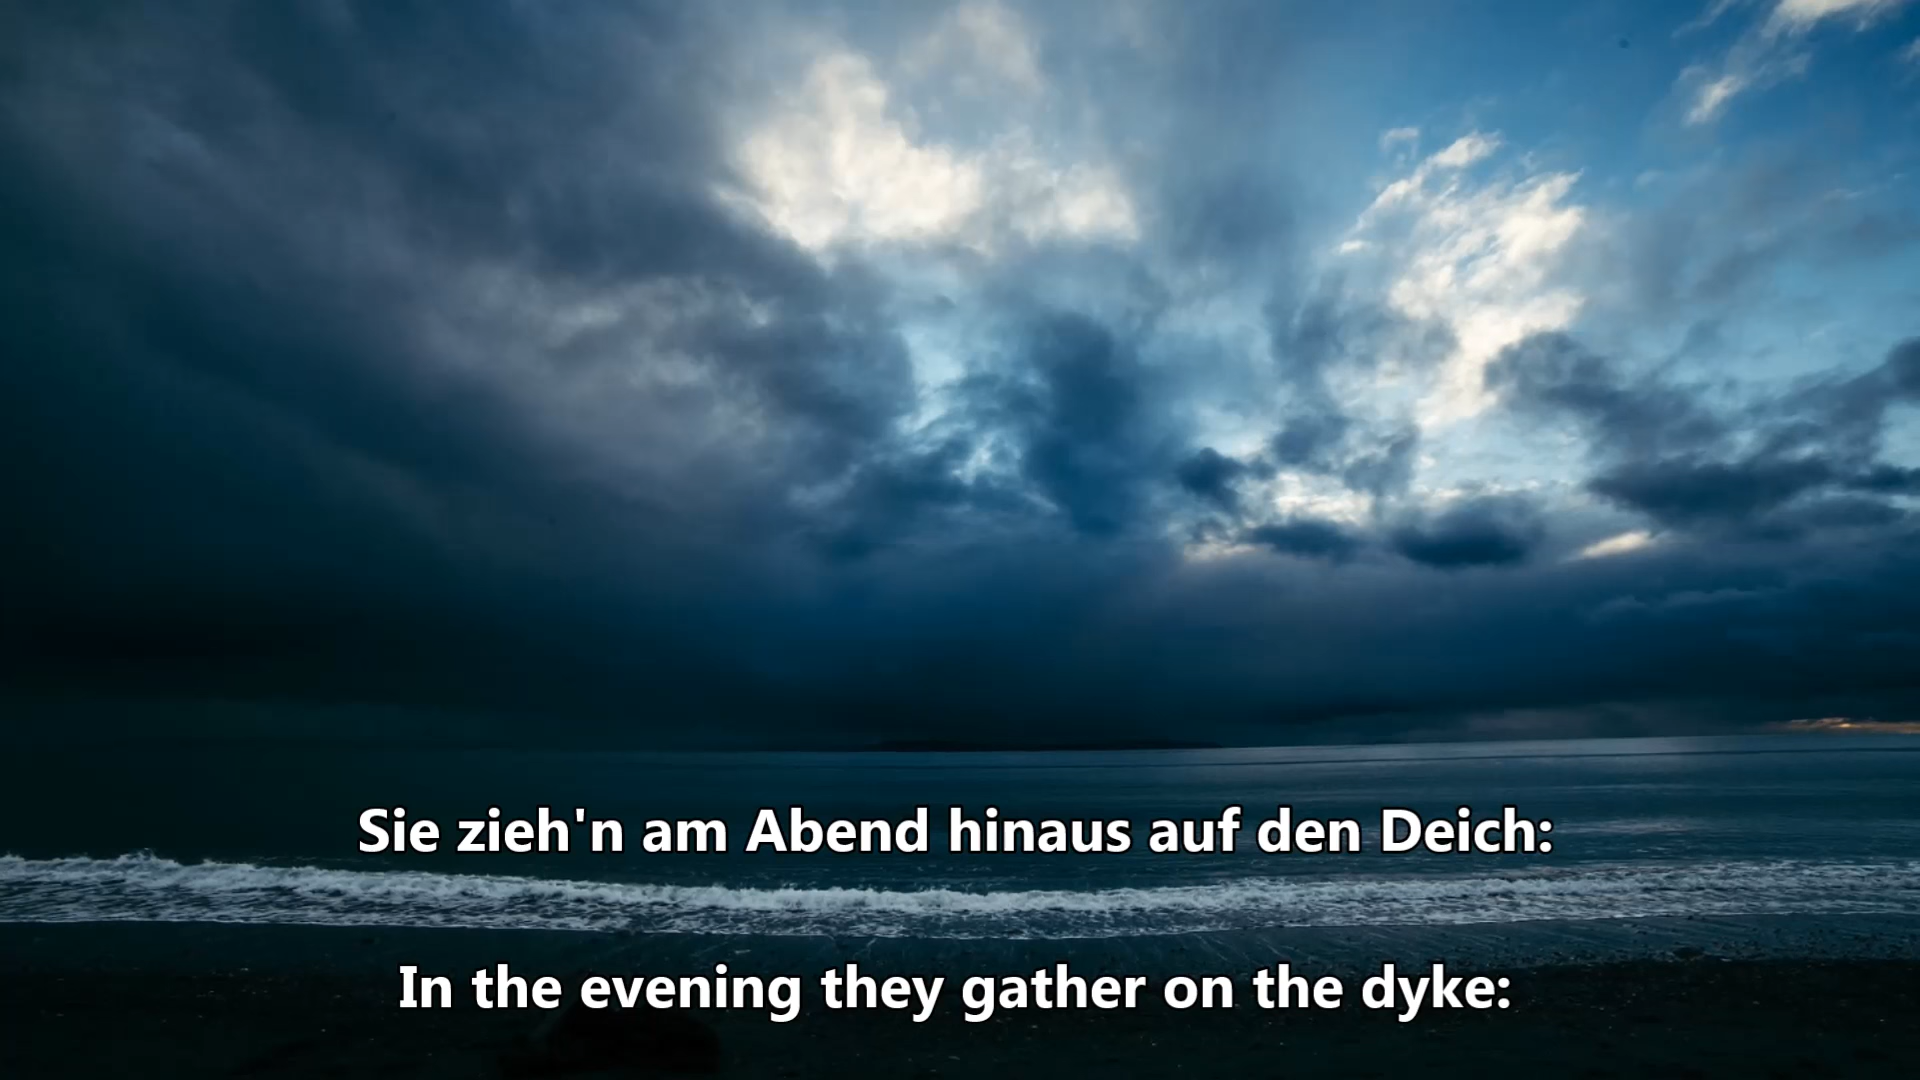 Sie zieh'n am Abend hinaus auf den Deich:
In the evening they gather on the dyke: